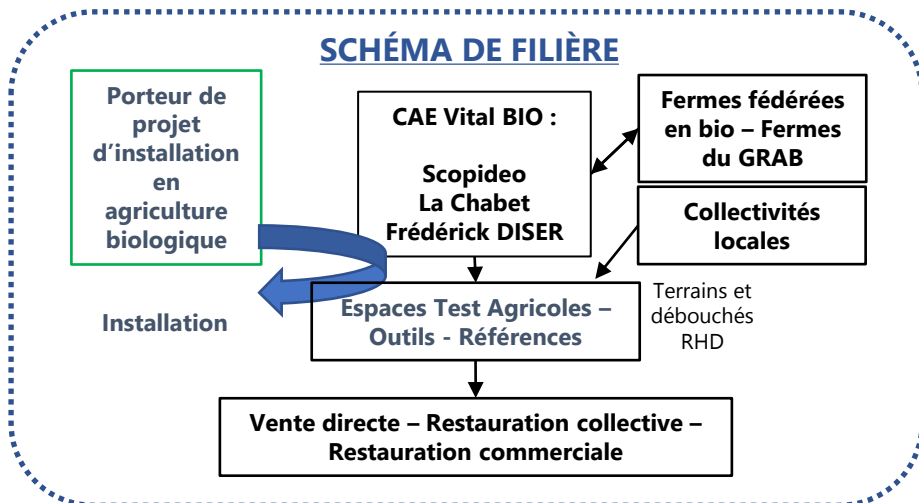 SCHÉMA DE FILIÈRE
Porteur de
projet
d’installation
en
agriculture
biologique
CAE Vital BIO :
Scopideo
La Chabet
Frédérick DISER
Fermes fédérées
en bio – Fermes
du GRAB
Collectivités
locales
Installation
Espaces Test Agricoles –
Outils - Références
Terrains et
débouchés
RHD
Vente directe – Restauration collective –
Restauration commerciale